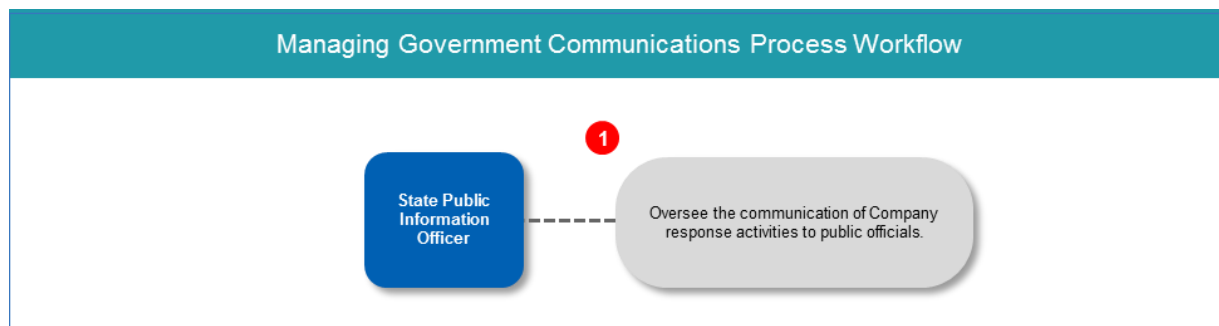 Managing Government Communications Process Workflow
1
State Public
Information
Officer
Oversee the communication of Company
response activities to public officials.